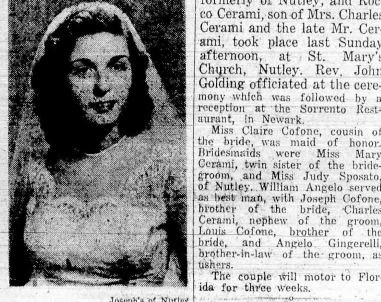 formerly of Nutley, and Roc-
co Cerami, son of Mrs. Charles
Cerami and the late Mr. Cer-
ami, took place last Sunday
afternoon, at St. Mary's
Church, Nutley. Rev. John
Golding officiated at the cere-
mony which was followed by a
reception at the Sorrento Rest-
aurant, in Newark.
Miss Claire Cofone, cousin of
the bride, was maid of honor.
Bridesmaids were Miss Mary
Cerami, twin sister of the bride-
groom, and Miss Judy Sposato,
of Nutley. William Angelo served
as best man, with Joseph Cofone,
brother of the bride, Charles
Cerami, nephew of the groom,
Louis Cofone, brother of the
bride, and Angelo Gingerelli,
brother-in-law of the groom, as
ushers.
The couple will motor to Flor
ida for three weeks.
Joseph's of Nutley